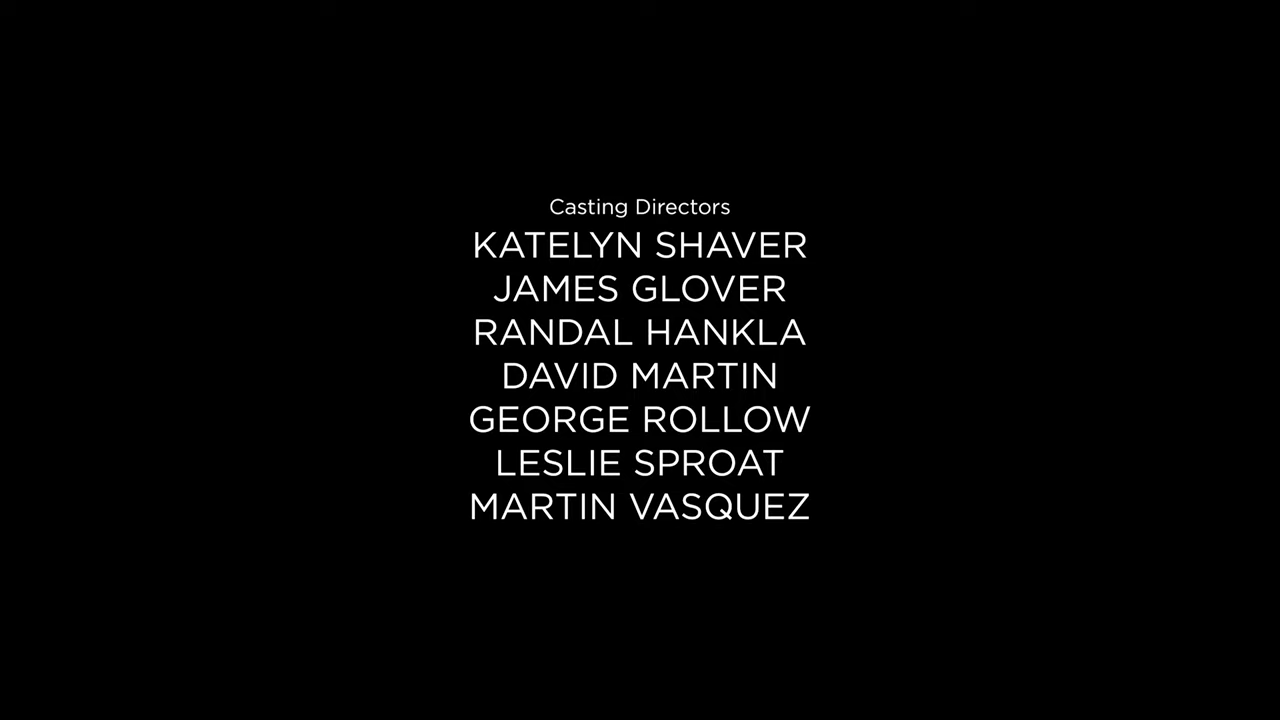 Casting Directors
KATELYN SHAVER
JAMES GLOVER
RANDAL HANKLA
DAVID MARTIN
GEORGE ROLLOW
LESLIE SPROAT
MARTIN VASQUEZ